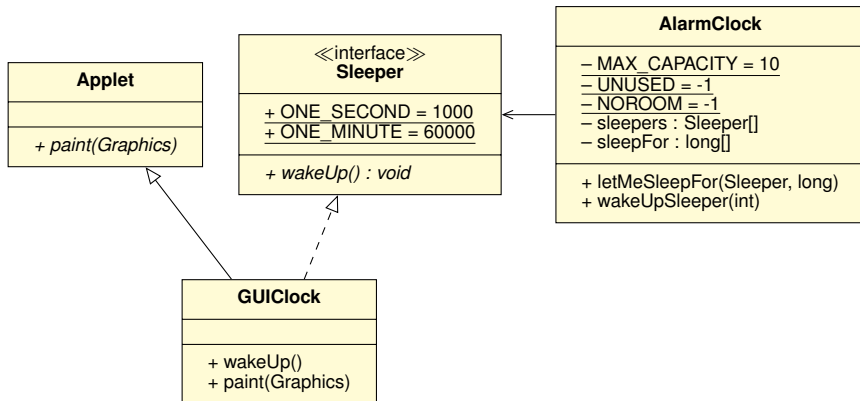 Applet
+ paint(Graphics)
≪interface≫
Sleeper
+ ONE_SECOND = 1000
+ ONE_MINUTE = 60000
+ wakeUp() : void
AlarmClock
– MAX_CAPACITY = 10
– UNUSED = -1
– NOROOM = -1
– sleepers : Sleeper[]
– sleepFor : long[]
+ letMeSleepFor(Sleeper, long)
+ wakeUpSleeper(int)
GUIClock
+ wakeUp()
+ paint(Graphics)